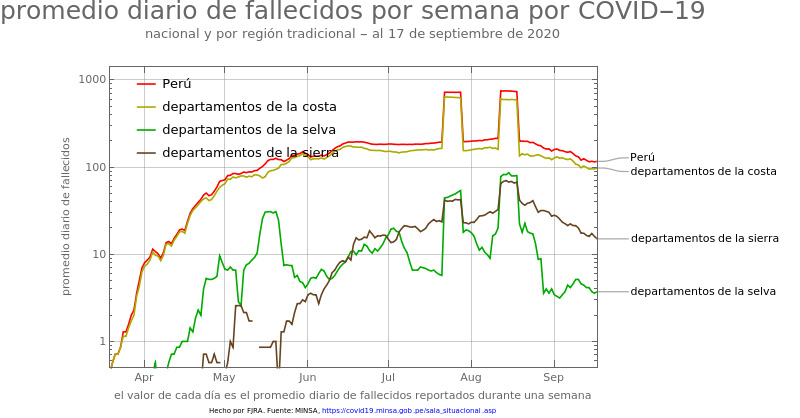 promedio diario de fallecidos por semana por COVID‒19
nacional y por región tradicional ‒ al 17 de septiembre de 2020
promedio diario de fallecidos
1000
100
10
1
Perú
departamentos de la costa
departamentos de la selva
departamentos de la sierra
Perú
departamentos de la costa
departamentos de la sierra
departamentos de la selva
Apr May Jun Jul Aug Sep
el valor de cada día es el promedio diario de fallecidos reportados durante una semana
Hecho por FJRA. Fuente: MINSA, https://covid19.minsa.gob.pe/sala_situacional .asp